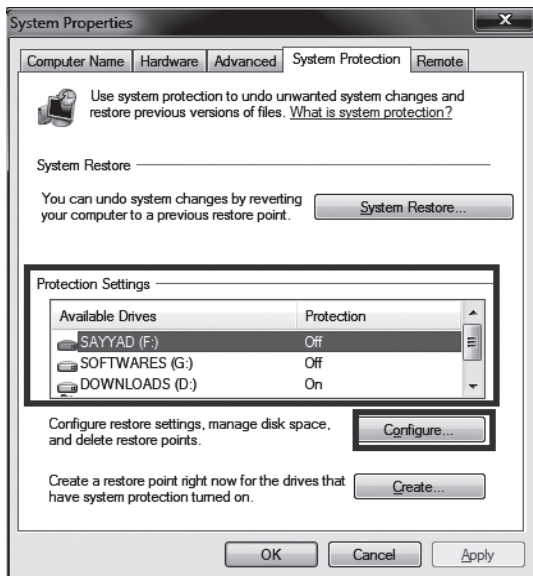 System Properties
Computer Name Hardware Advanced System Protection Remote
Use system protection to undo unwanted system changes and
restore previous versions of files. What is system protection?
System Restore
You can undo system changes by reverting
your computer to a previous restore point.
System Restore...
Protection Settings
Available Drives Protection
SAYYAD (F:) Off
SOFTWARES (G:) Off
DOWNLOADS (D:) On
Configure restore settings, manage disk space,
and delete restore points.
Configure...
Create a restore point right now for the drives that
have system protection turned on.
Create...
OK Cancel Apply